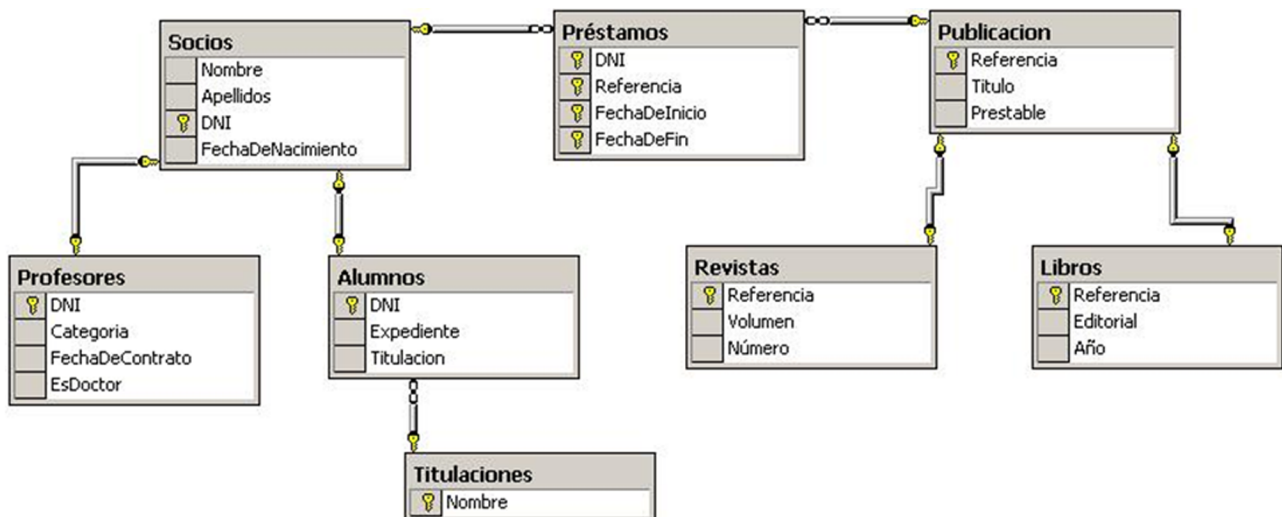 Socios
Nombre
Apellidos
DNI
FechaDeNacimiento
Préstamos
DNI
Referencia
FechaDeInicio
FechaDeFin
Publicacion
Referencia
Titulo
Prestable
Profesores
DNI
Categoria
FechaDeContrato
EsDoctor
Alumnos
DNI
Expediente
Titulacion
Revistas
Referencia
Volumen
Número
Libros
Referencia
Editorial
Año
Titulaciones
Nombre